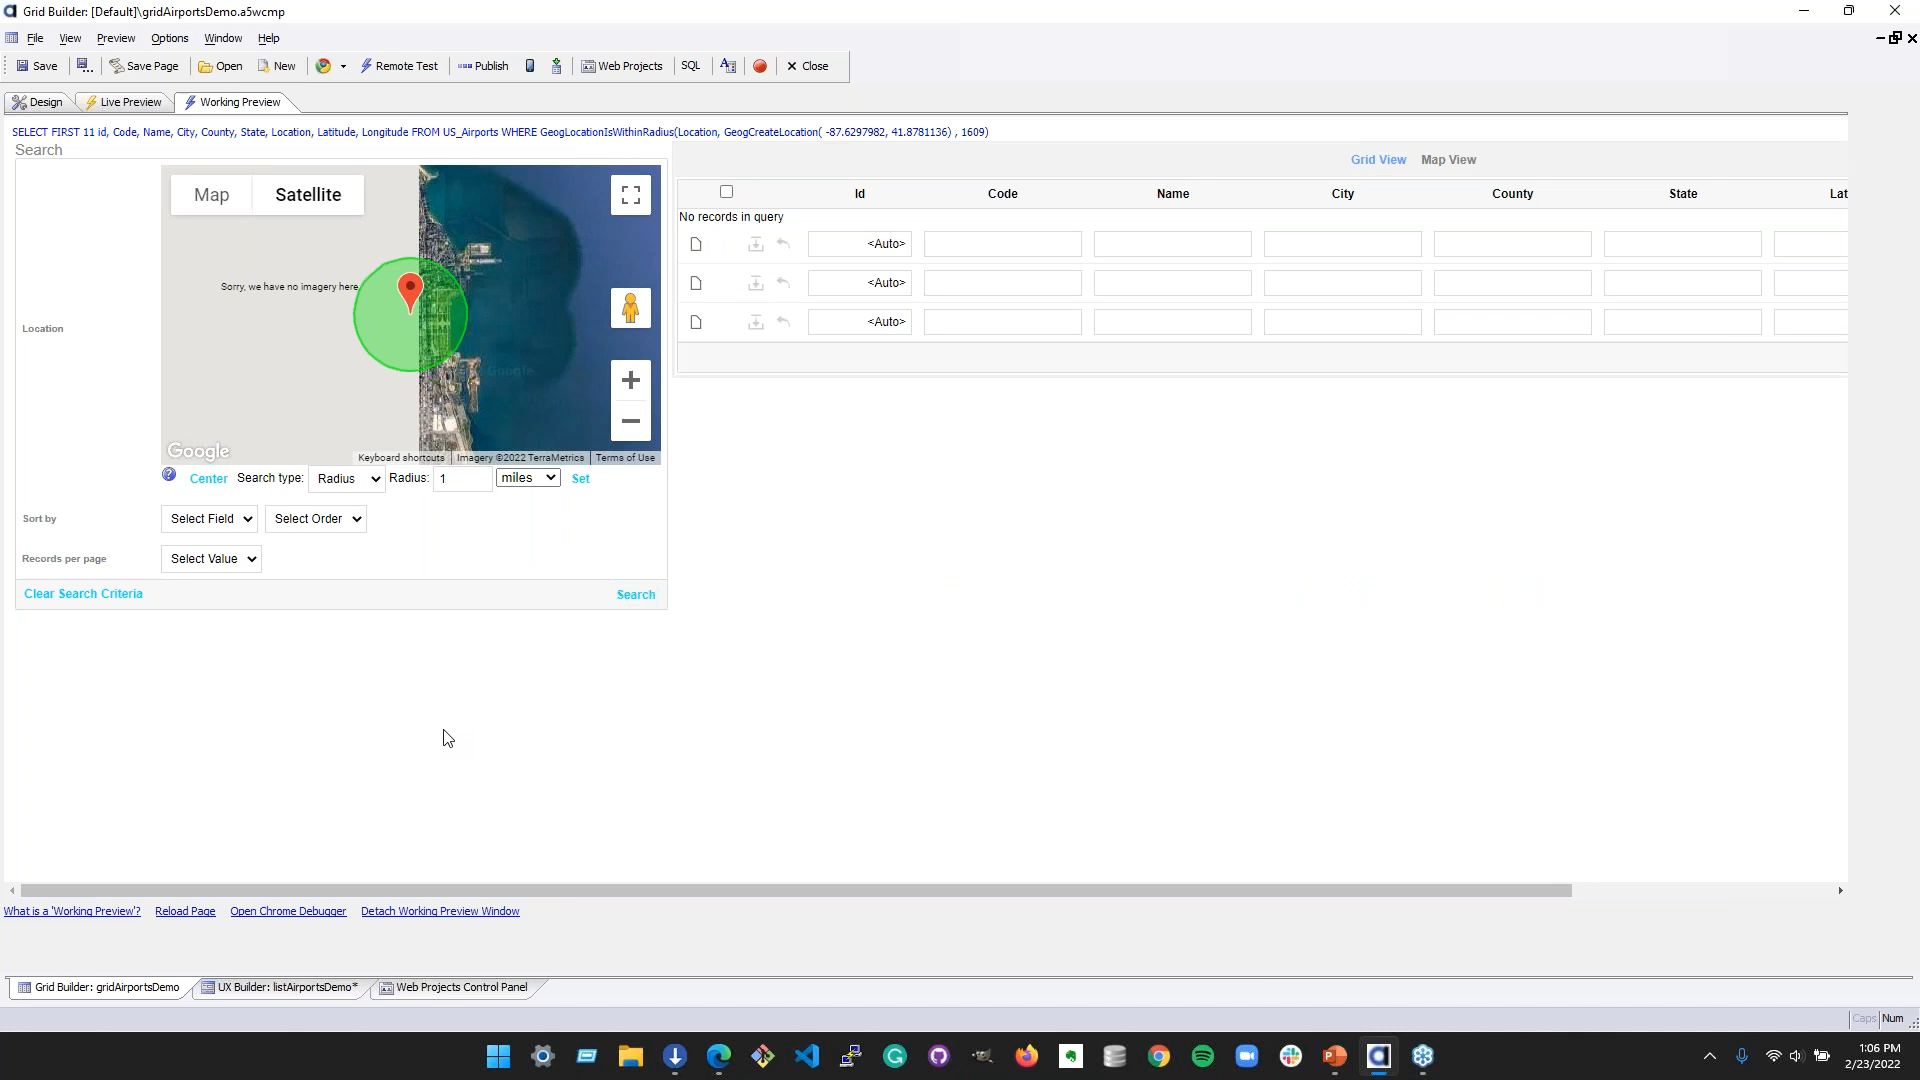 Grid Builder: [Default]\gridAirportsDemo.a5wcmp
File View Preview Options Window Help
Save Save Page Open New Remote Test Publish Web Projects SQL Close
Design Live Preview Working Preview
SELECT FIRST 11 id, Code, Name, City, County, State, Location, Latitude, Longitude FROM US_Airports WHERE GeogLocationIsWithinRadius(Location, GeogCreateLocation( -87.6297982, 41.8781136) , 1609)
Search
Grid View Map View
Map Satellite
Id Code Name City County State Lat
No records in query
<Auto>
<Auto>
<Auto>
Sorry, we have no imagery here.
Location
Google
Google
Keyboard shortcuts Imagery ©2022 TerraMetrics Terms of Use
Center Search type: Radius Radius: 1 miles Set
Sort by Select Field Select Order
Records per page Select Value
Clear Search Criteria Search
What is a 'Working Preview'? Reload Page Open Chrome Debugger Detach Working Preview Window
Grid Builder: gridAirportsDemo UX Builder: listAirportsDemo* Web Projects Control Panel
Caps Num
1:06 PM
2/23/2022